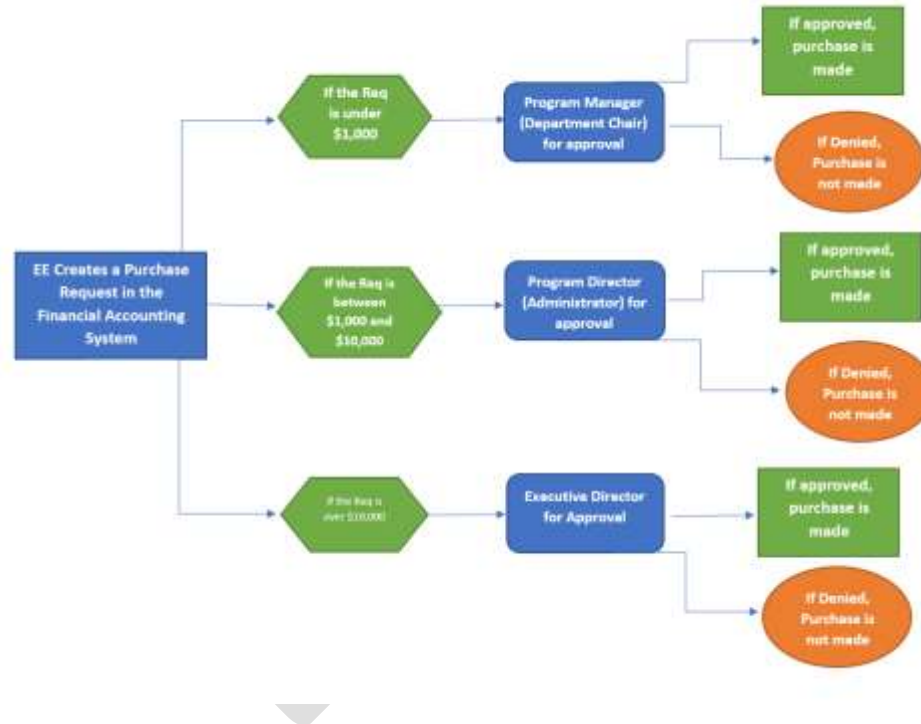 If approved,
purchase is
made
If the Req
is under
$1,000
Program Manager
(Department Chair)
for approval
If Denied,
Purchase is
not made
EE Creates a Purchase
Request in the
Financial Accounting
System
If the Req is
between
$1,000 and
$10,000
Program Director
(Administrator) for
approval
If approved,
purchase is
made
If Denied,
Purchase is
not made
If the Req is
over $10,000
Executive Director
for Approval
If approved,
purchase is
made
If Denied,
Purchase is
not made